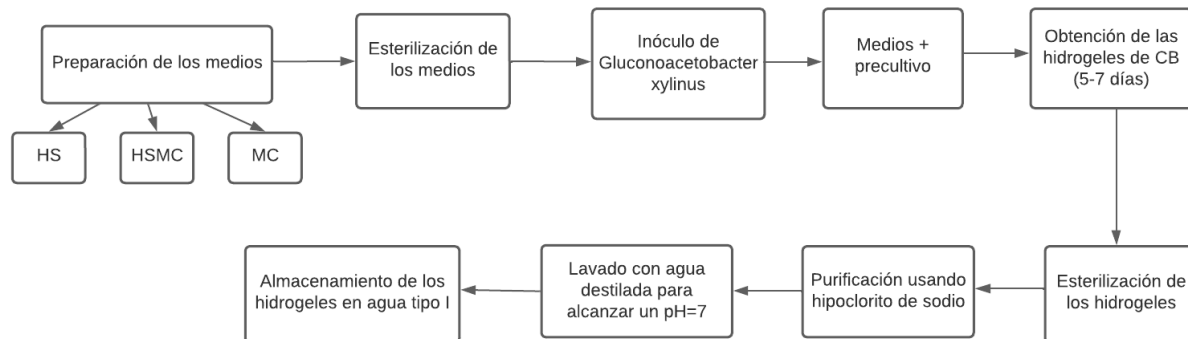 Preparación de los medios
HS
HSMC
MC
Esterilización de
los medios
Inóculo de
Gluconoacetobacter
xylinus
Medios +
precultivo
Obtención de las
hidrogeles de CB
(5-7 días)
Esterilización de
los hidrogeles
Purificación usando
hipoclorito de sodio
Lavado con agua
destilada para
alcanzar un pH=7
Almacenamiento de los
hidrogeles en agua tipo I